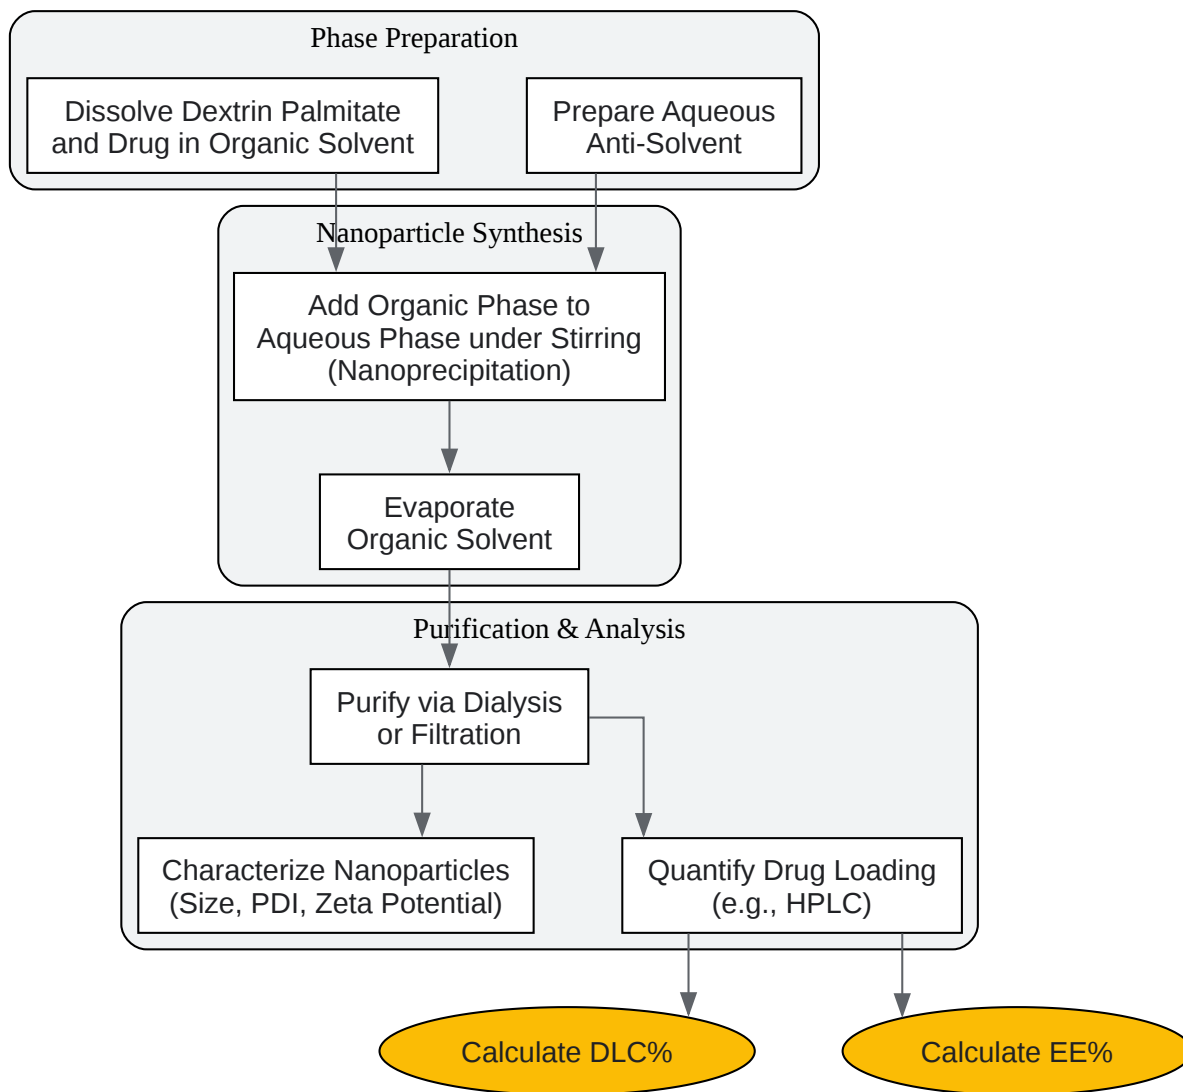 Phase Preparation
Dissolve Dextrin Palmitate
and Drug in Organic Solvent
Prepare Aqueous
Anti-Solvent
Nanoparticle Synthesis
Add Organic Phase to
Aqueous Phase under Stirring
(Nanoprecipitation)
Evaporate
Organic Solvent
Purification & Analysis
Purify via Dialysis
or Filtration
Characterize Nanoparticles
(Size, PDI, Zeta Potential)
Quantify Drug Loading
(e.g., HPLC)
Calculate DLC%
Calculate EE%